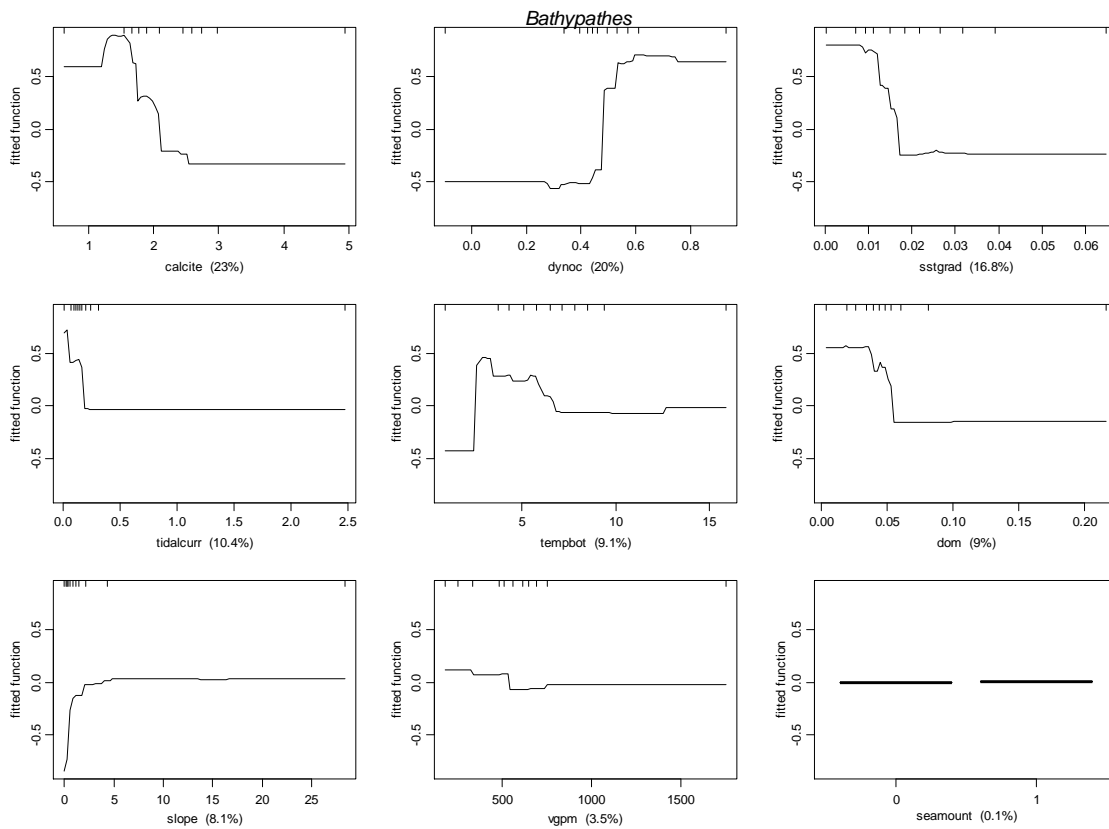 Bathypathes
fitted function
-0.5 0.0 0.5
1 2 3 4 5
calcite (23%)
fitted function
-0.5 0.0 0.5
0.0 0.2 0.4 0.6 0.8
dynoc (20%)
fitted function
-0.5 0.0 0.5
0.00 0.01 0.02 0.03 0.04 0.05 0.06
sstgrad (16.8%)
fitted function
-0.5 0.0 0.5
0.0 0.5 1.0 1.5 2.0 2.5
tidalcurr (10.4%)
fitted function
-0.5 0.0 0.5
5 10 15
tempbot (9.1%)
fitted function
-0.5 0.0 0.5
0.00 0.05 0.10 0.15 0.20
dom (9%)
fitted function
-0.5 0.0 0.5
0 5 10 15 20 25
slope (8.1%)
fitted function
-0.5 0.0 0.5
500 1000 1500
vgpm (3.5%)
fitted function
-0.5 0.0 0.5
0 1
seamount (0.1%)